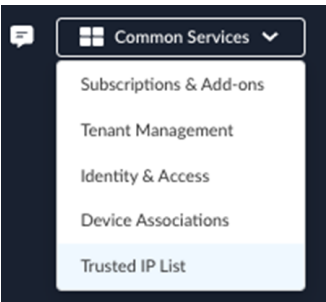 Common Services
Subscriptions & Add-ons
Tenant Management
Identity & Access
Device Associations
Trusted IP List